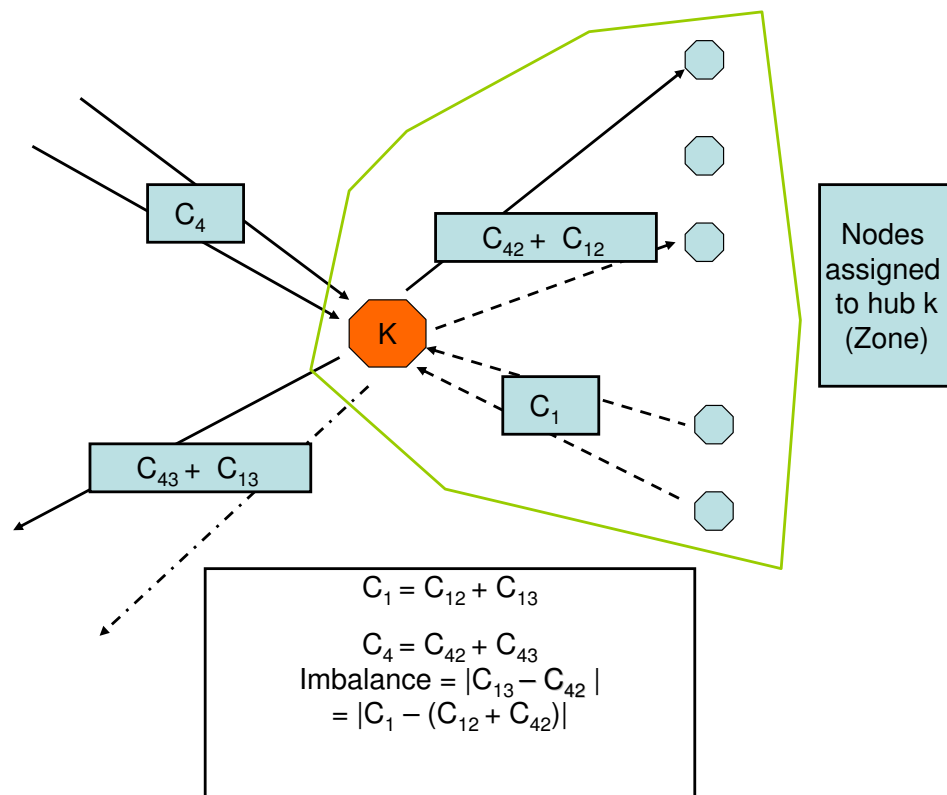 C₄
C₄₂ + C₁₂
K
C₁
C₄₃ + C₁₃
Nodes
assigned
to hub k
(Zone)
C₁ = C₁₂ + C₁₃
C₄ = C₄₂ + C₄₃
Imbalance = |C₁₃ – C₄₂ |
= |C₁ – (C₁₂ + C₄₂)|